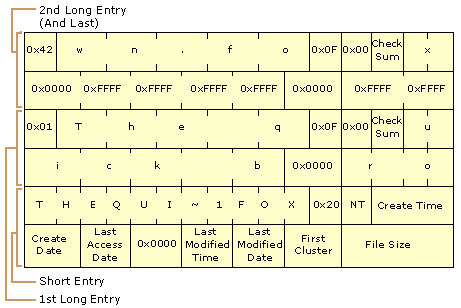 2nd Long Entry
(And Last)
0x42 w n . f o 0x0F 0x00 Check Sum x
0x0000 0xFFFF 0xFFFF 0xFFFF 0xFFFF 0x0000 0xFFFF 0xFFFF
0x01 T h e q 0x0F 0x00 Check Sum u
i c k b 0x0000 r o
T H E Q U I ~ 1 F O X 0x20 NT Create Time
Create Date Last Access Date 0x0000 Last Modified Time Last Modified Date First Cluster File Size
Short Entry
1st Long Entry